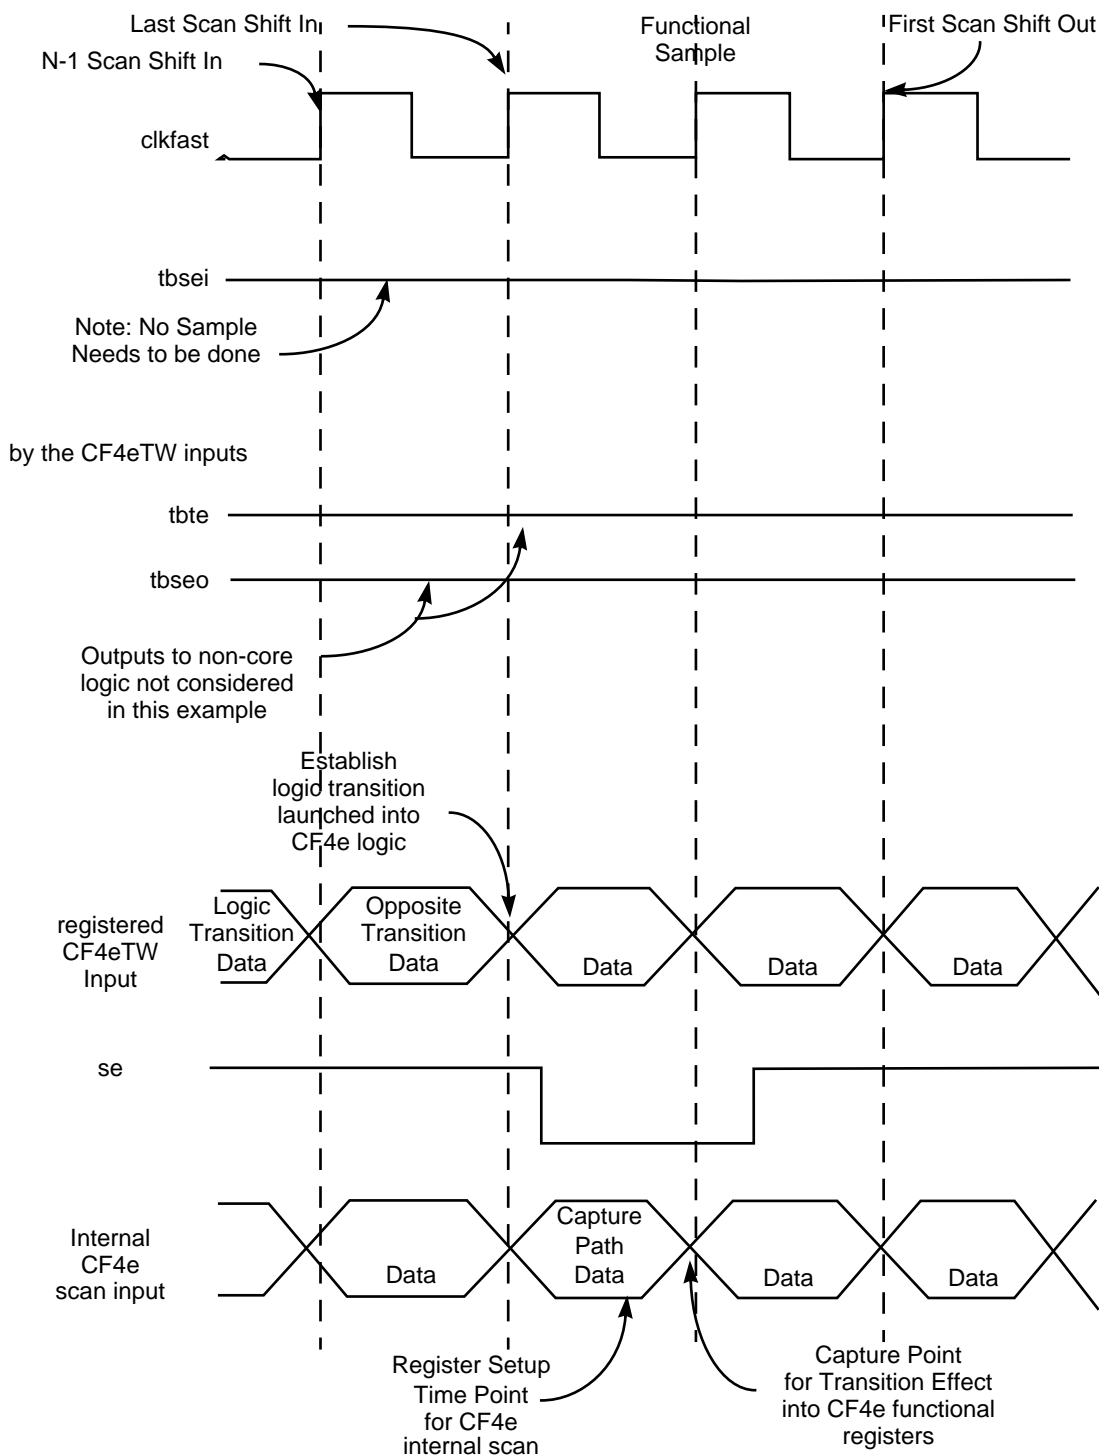 Last Scan Shift In
Functional
Sample
First Scan Shift Out
N-1 Scan Shift In
clkfast
tbsei
Note: No Sample
Needs to be done
by the CF4eTW inputs
tbte
tbseo
Outputs to non-core
logic not considered
in this example
Establish
logic transition
launched into
CF4e logic
registered
CF4eTW
Input
Logic
Transition
Data
Opposite
Transition
Data
Data
Data
Data
se
Internal
CF4e
scan input
Data
Capture
Path
Data
Data
Data
Register Setup
Time Point
for CF4e
internal scan
Capture Point
for Transition Effect
into CF4e functional
registers